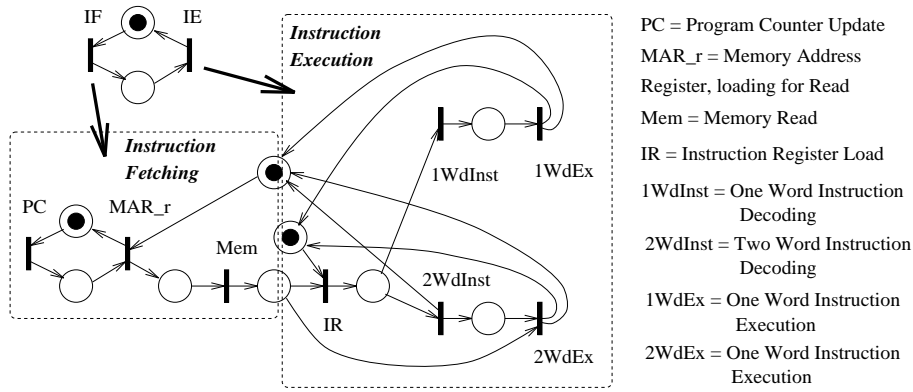 IF
IE
Instruction
Execution
Instruction
Fetching
PC
MAR_r
Mem
IR
1WdInst
1WdEx
2WdInst
2WdEx
PC = Program Counter Update
MAR_r = Memory Address
Register, loading for Read
Mem = Memory Read
IR = Instruction Register Load
1WdInst = One Word Instruction
Decoding
2WdInst = Two Word Instruction
Decoding
1WdEx = One Word Instruction
Execution
2WdEx = One Word Instruction
Execution